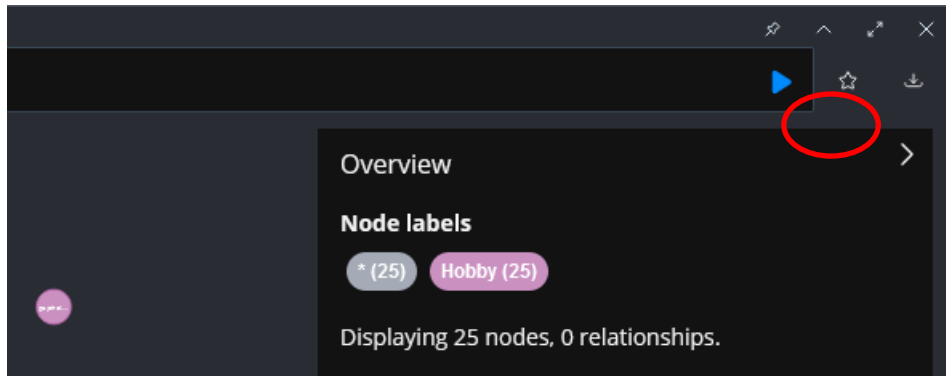 Overview
Node labels
* (25) Hobby (25)
Displaying 25 nodes, 0 relationships.